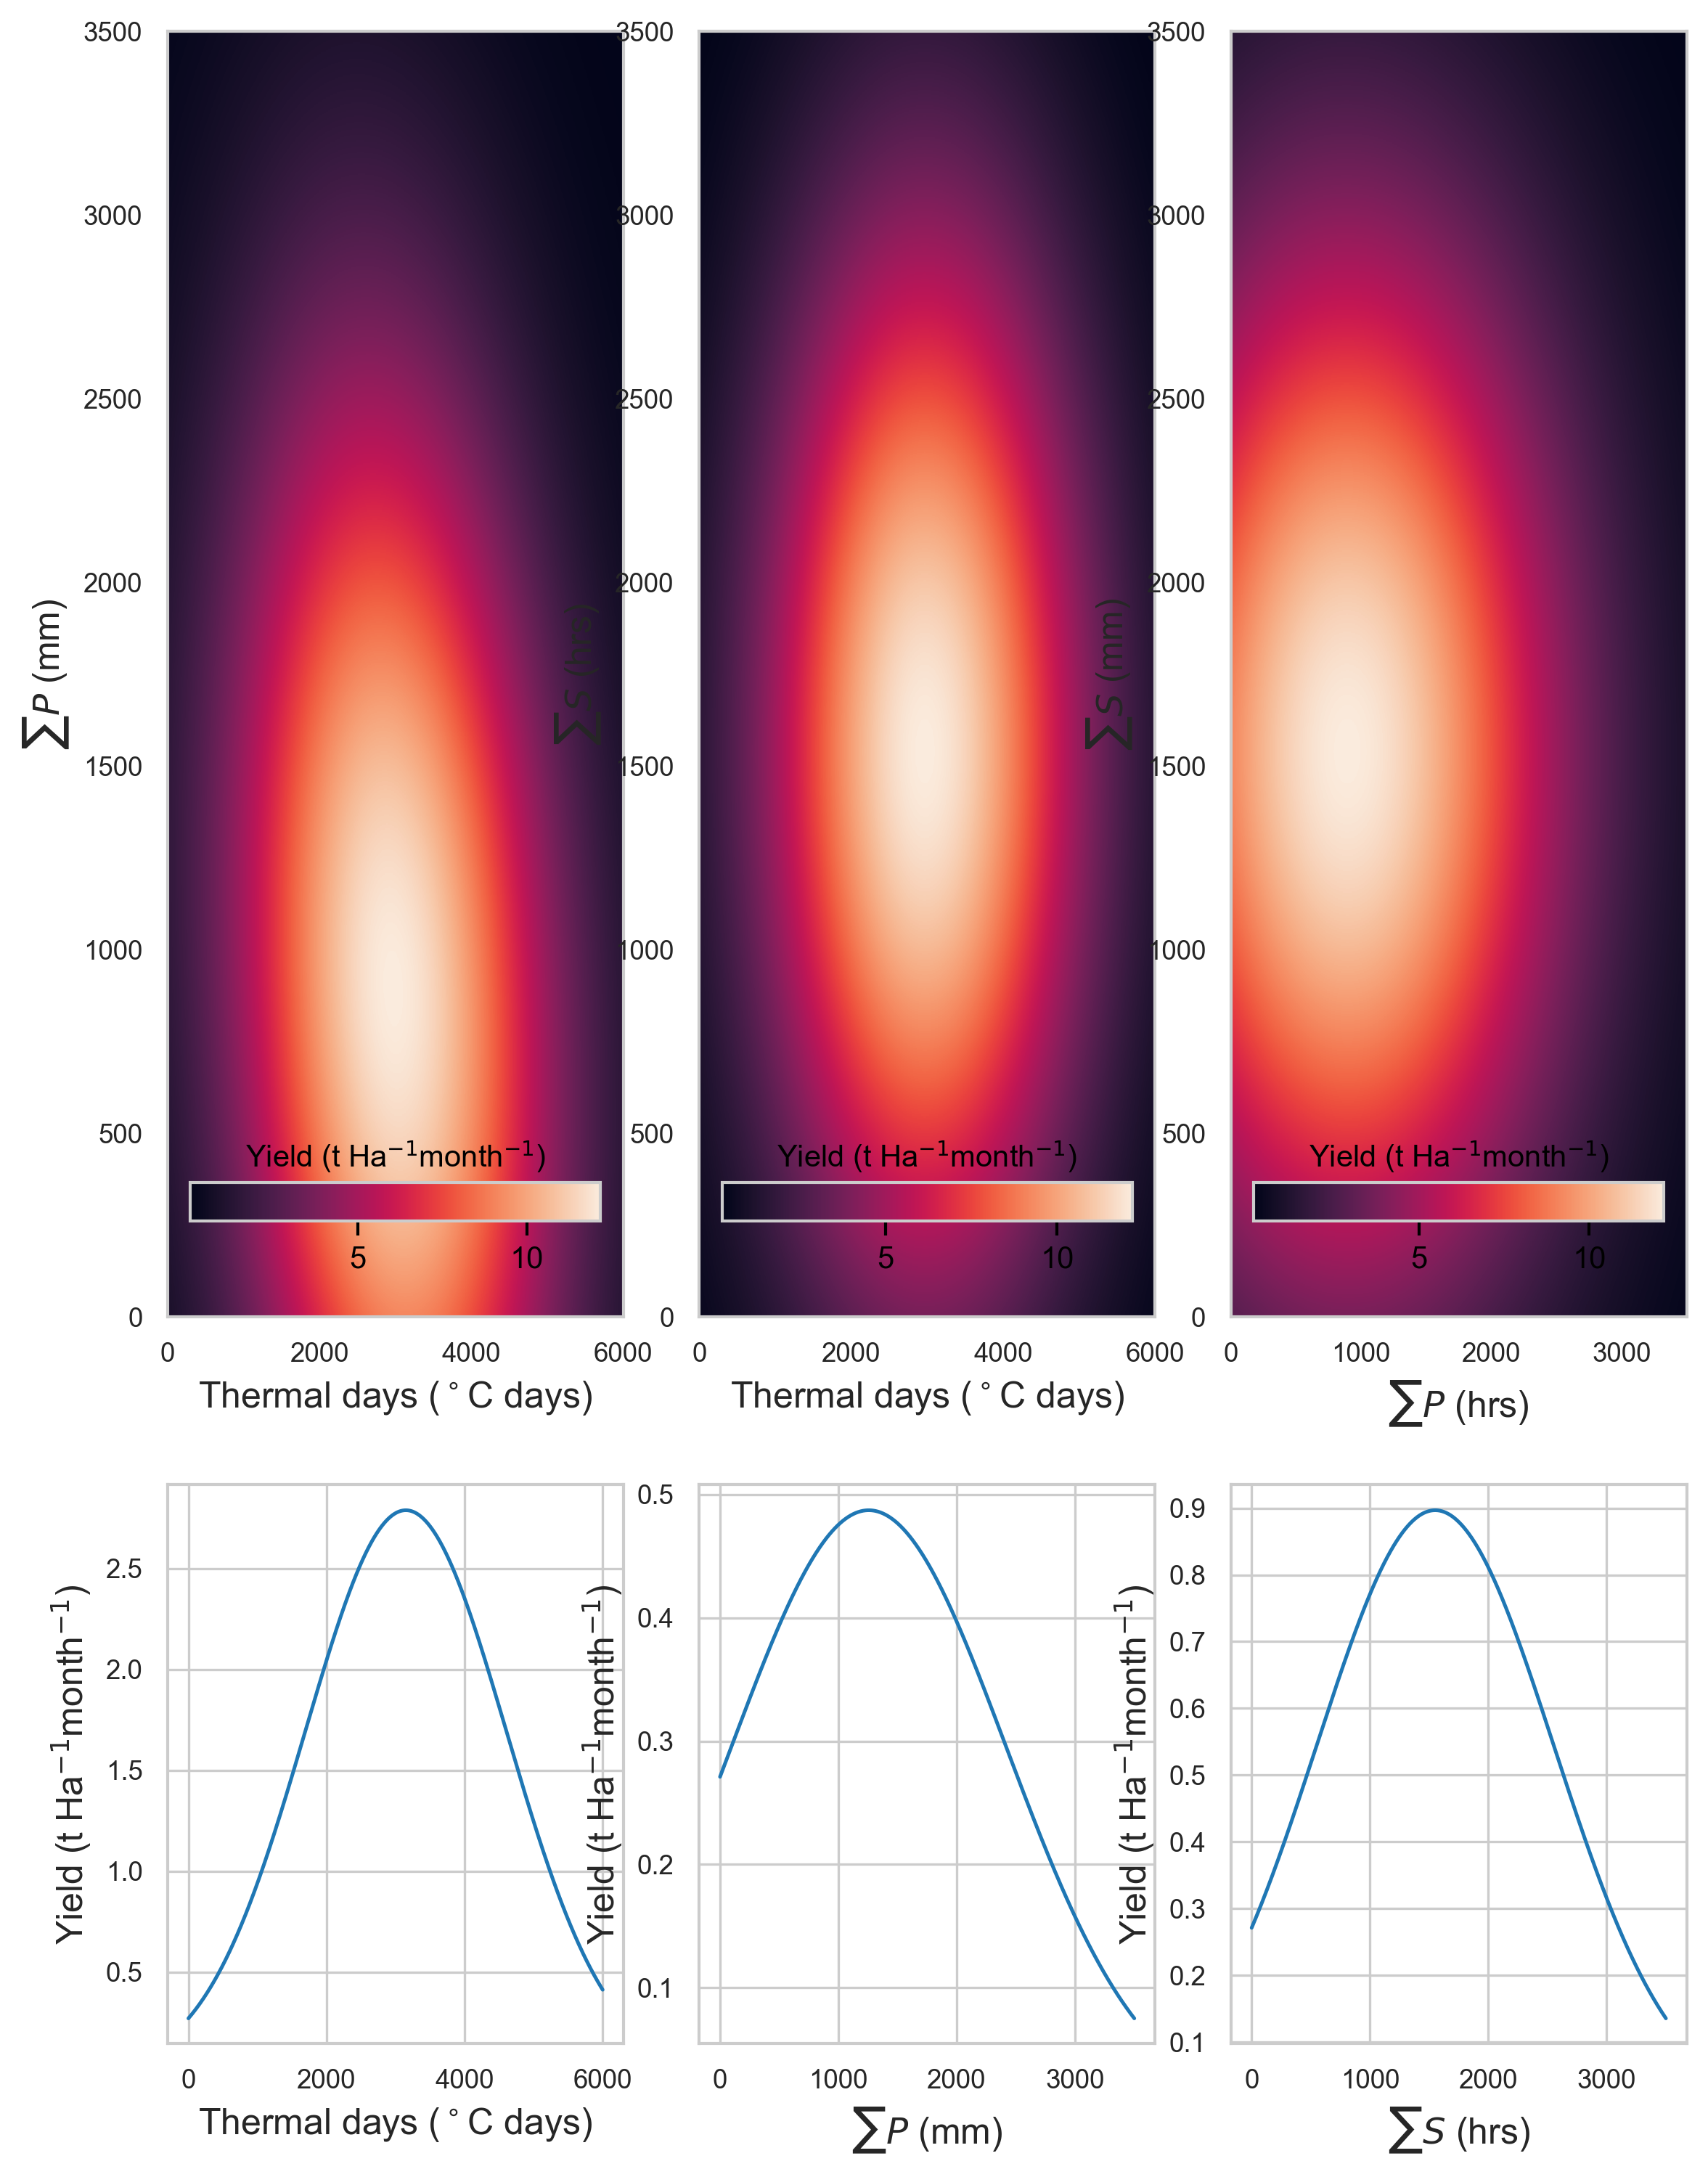 3500
3000
2500
2000
1500
1000
500
0
∑P (mm)
Yield (t Ha⁻¹month⁻¹)
5 10
0 2000 4000 6000
Thermal days (°C days)
3500
3000
2500
2000
1500
1000
500
0
∑S (hrs)
Yield (t Ha⁻¹month⁻¹)
5 10
0 2000 4000 6000
Thermal days (°C days)
3500
3000
2500
2000
1500
1000
500
0
∑S (mm)
Yield (t Ha⁻¹month⁻¹)
5 10
0 1000 2000 3000
∑P (hrs)
2.5
2.0
1.5
1.0
0.5
Yield (t Ha⁻¹month⁻¹)
0 2000 4000 6000
Thermal days (°C days)
0.5
0.4
0.3
0.2
0.1
Yield (t Ha⁻¹month⁻¹)
0 1000 2000 3000
∑P (mm)
0.9
0.8
0.7
0.6
0.5
0.4
0.3
0.2
0.1
Yield (t Ha⁻¹month⁻¹)
0 1000 2000 3000
∑S (hrs)